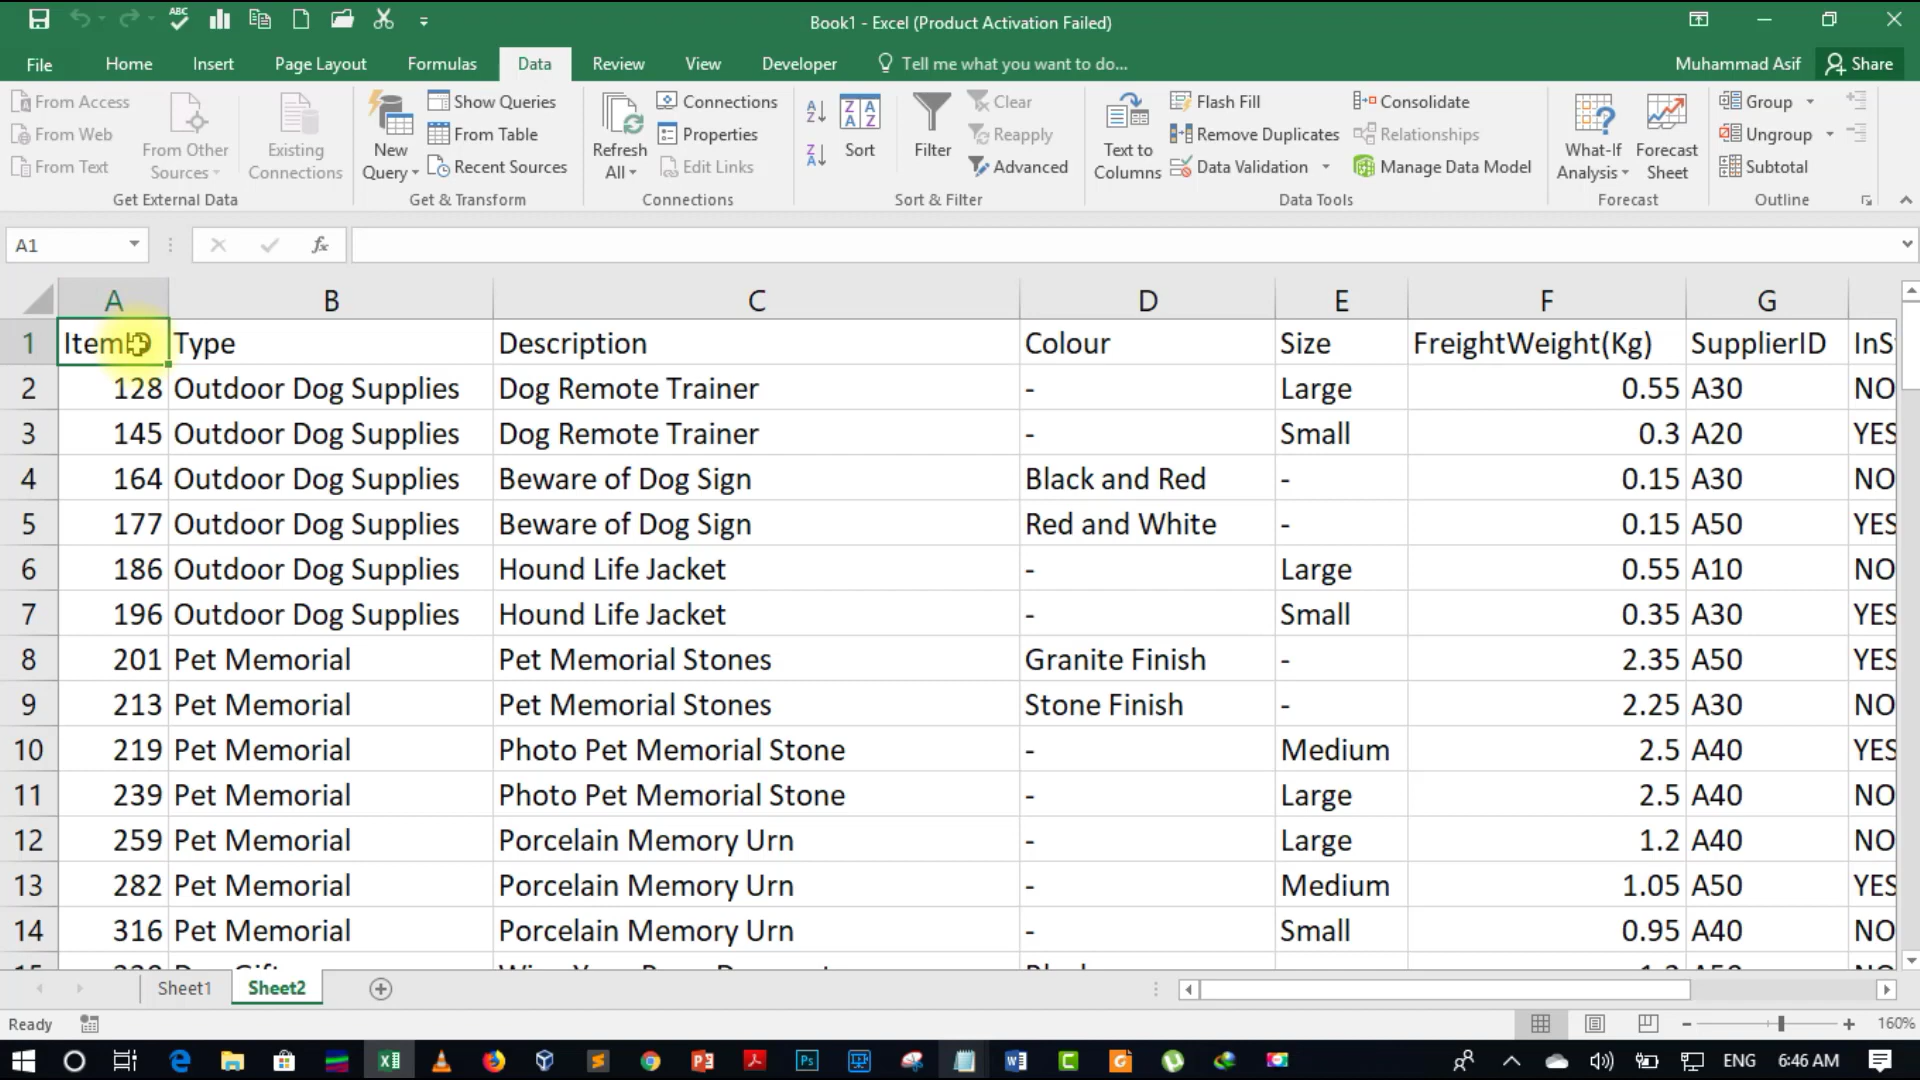 Book1 - Excel (Product Activation Failed)
File Home Insert Page Layout Formulas Data Review View Developer Tell me what you want to do... Muhammad Asif Share
From Access
From Web
From Text
From Other Sources
Existing Connections
Get External Data
New Query
Show Queries
From Table
Recent Sources
Get & Transform
Refresh All
Connections
Properties
Edit Links
Connections
Sort
Filter
Clear
Reapply
Advanced
Sort & Filter
Text to Columns
Flash Fill
Remove Duplicates
Data Validation
Consolidate
Relationships
Manage Data Model
Data Tools
What-If Analysis
Forecast Sheet
Forecast
Group
Ungroup
Subtotal
Outline
A1 fx
A B C D E F G
1 ItemID Type Description Colour Size FreightWeight(Kg) SupplierID InS
2 128 Outdoor Dog Supplies Dog Remote Trainer - Large 0.55 A30 NO
3 145 Outdoor Dog Supplies Dog Remote Trainer - Small 0.3 A20 YES
4 164 Outdoor Dog Supplies Beware of Dog Sign Black and Red - 0.15 A30 NO
5 177 Outdoor Dog Supplies Beware of Dog Sign Red and White - 0.15 A50 YES
6 186 Outdoor Dog Supplies Hound Life Jacket - Large 0.55 A10 NO
7 196 Outdoor Dog Supplies Hound Life Jacket - Small 0.35 A30 YES
8 201 Pet Memorial Pet Memorial Stones Granite Finish - 2.35 A50 YES
9 213 Pet Memorial Pet Memorial Stones Stone Finish - 2.25 A30 NO
10 219 Pet Memorial Photo Pet Memorial Stone - Medium 2.5 A40 YES
11 239 Pet Memorial Photo Pet Memorial Stone - Large 2.5 A40 NO
12 259 Pet Memorial Porcelain Memory Urn - Large 1.2 A40 NO
13 282 Pet Memorial Porcelain Memory Urn - Medium 1.05 A50 YES
14 316 Pet Memorial Porcelain Memory Urn - Small 0.95 A40 NO
Sheet1 Sheet2
Ready 160%
ENG 6:46 AM